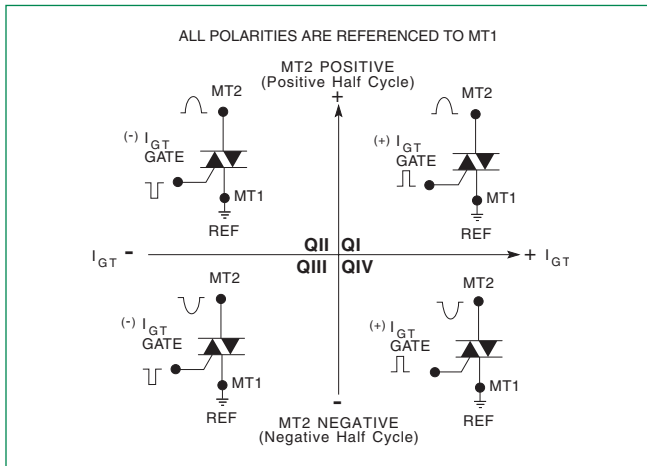 ALL POLARITIES ARE REFERENCED TO MT1
MT2 POSITIVE
(Positive Half Cycle)
+
MT2
(-) IGT
GATE
MT1
REF
MT2
(+) IGT
GATE
MT1
REF
IGT -
QII QI
QIII QIV
+ IGT
MT2
(-) IGT
GATE
MT1
REF
MT2
(+) IGT
GATE
MT1
REF
-
MT2 NEGATIVE
(Negative Half Cycle)